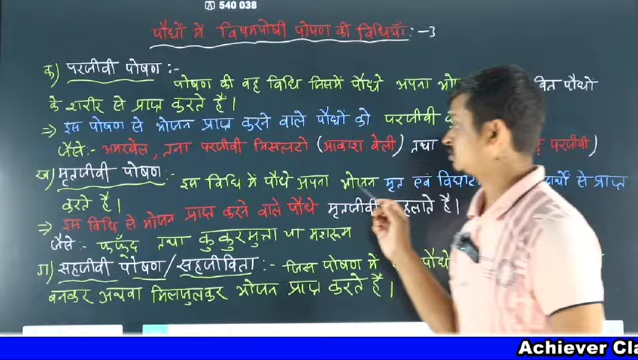 540 038
पौधों में विषमपोषी पोषण की विधियाँ :-3
क) परजीवी पोषण :- पोषण की वह विधि जिसमें पौधे अपना पौधों
के शरीर से प्राप्त करते हैं।
⇒ इस पोषण से भोजन प्राप्त करने वाले पौधों को परजीवी
जैसे:- अमरबेल, तना परजीवी मिसलटो (आकाश बेली) तथा परजीवी)
ख) मृतजीवी पोषण :- इस विधि में पौधे अपना भोजन मृत एवं से प्राप्त
करते हैं।
⇒ इस विधि से भोजन प्राप्त करने वाले पौधे मृतजीवी कहलाते हैं।
जैसे:- फफूँद तथा कुकुरमुत्ता या मशरूम
ग) सहजीवी पोषण / सहजीविता :- जिस पोषण में
बनकर अथवा मिलजुलकर भोजन प्राप्त करते हैं।
Achiever Cla